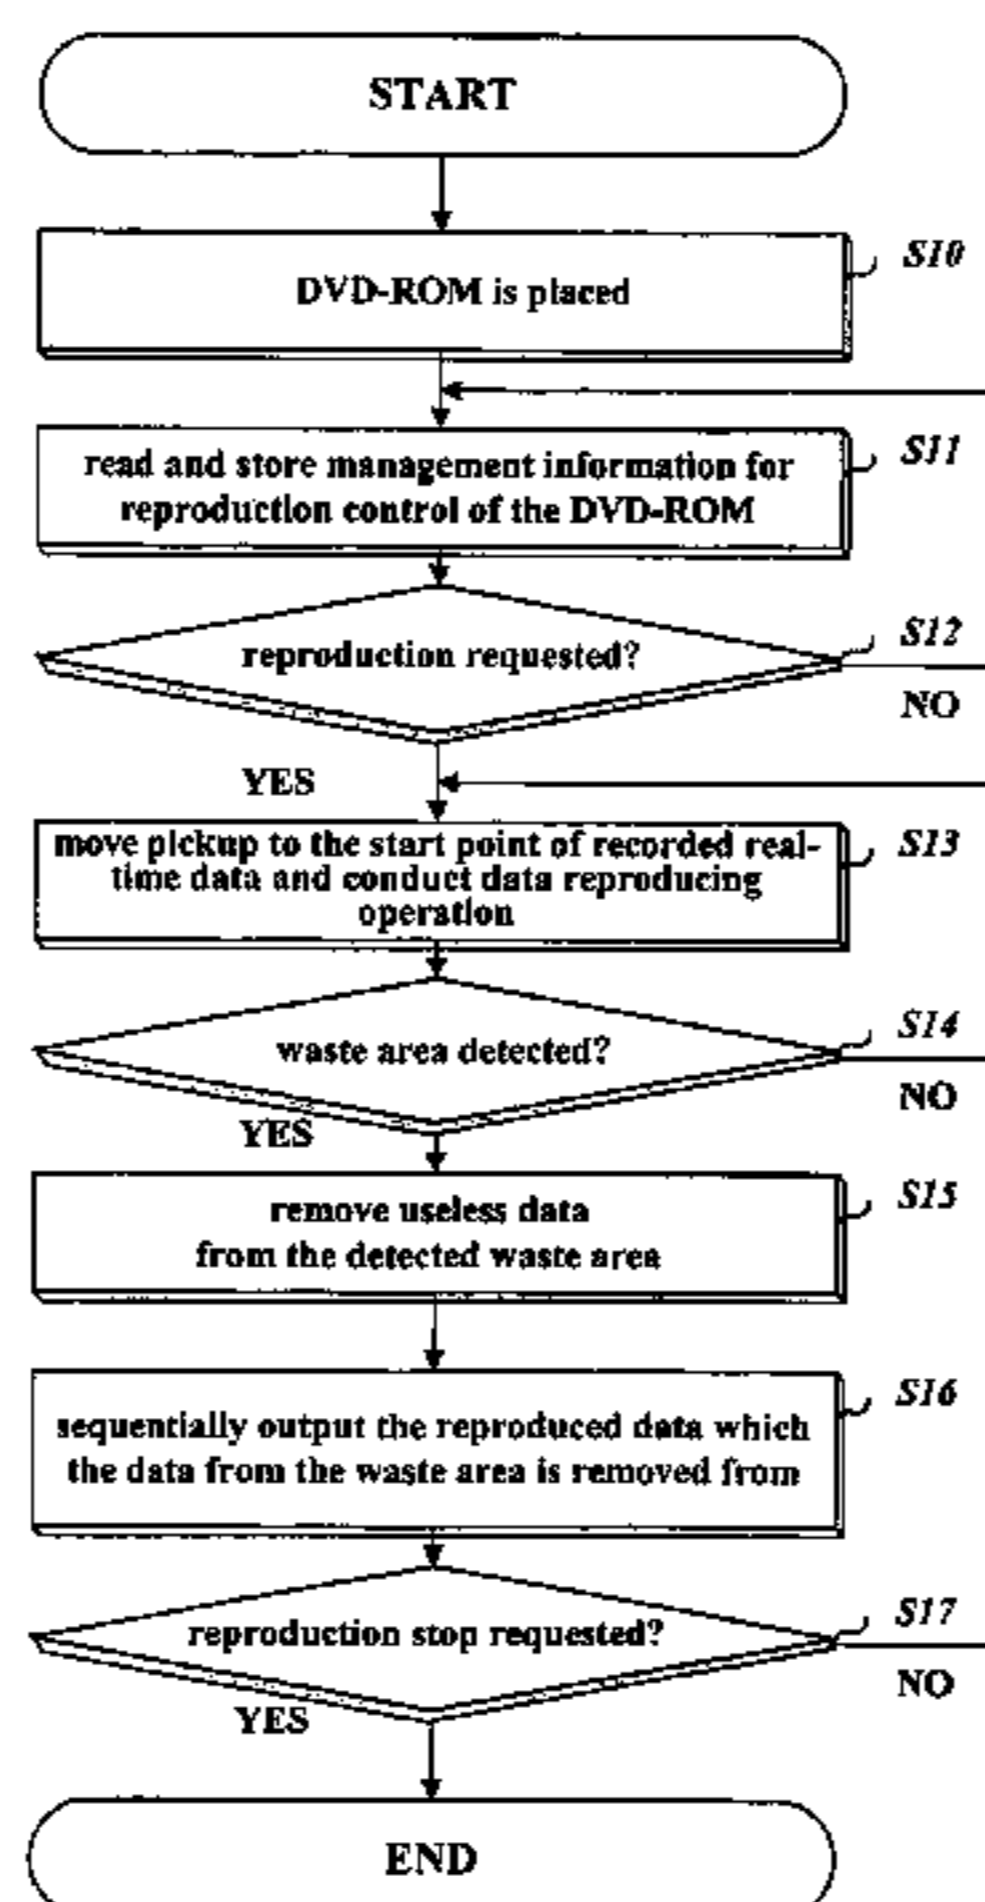 START
DVD-ROM is placed
S10
read and store management information for
reproduction control of the DVD-ROM
S11
reproduction requested?
S12
NO
YES
move pickup to the start point of recorded real-
time data and conduct data reproducing
operation
S13
waste area detected?
S14
NO
YES
remove useless data
from the detected waste area
S15
sequentially output the reproduced data which
the data from the waste area is removed from
S16
reproduction stop requested?
S17
NO
YES
END